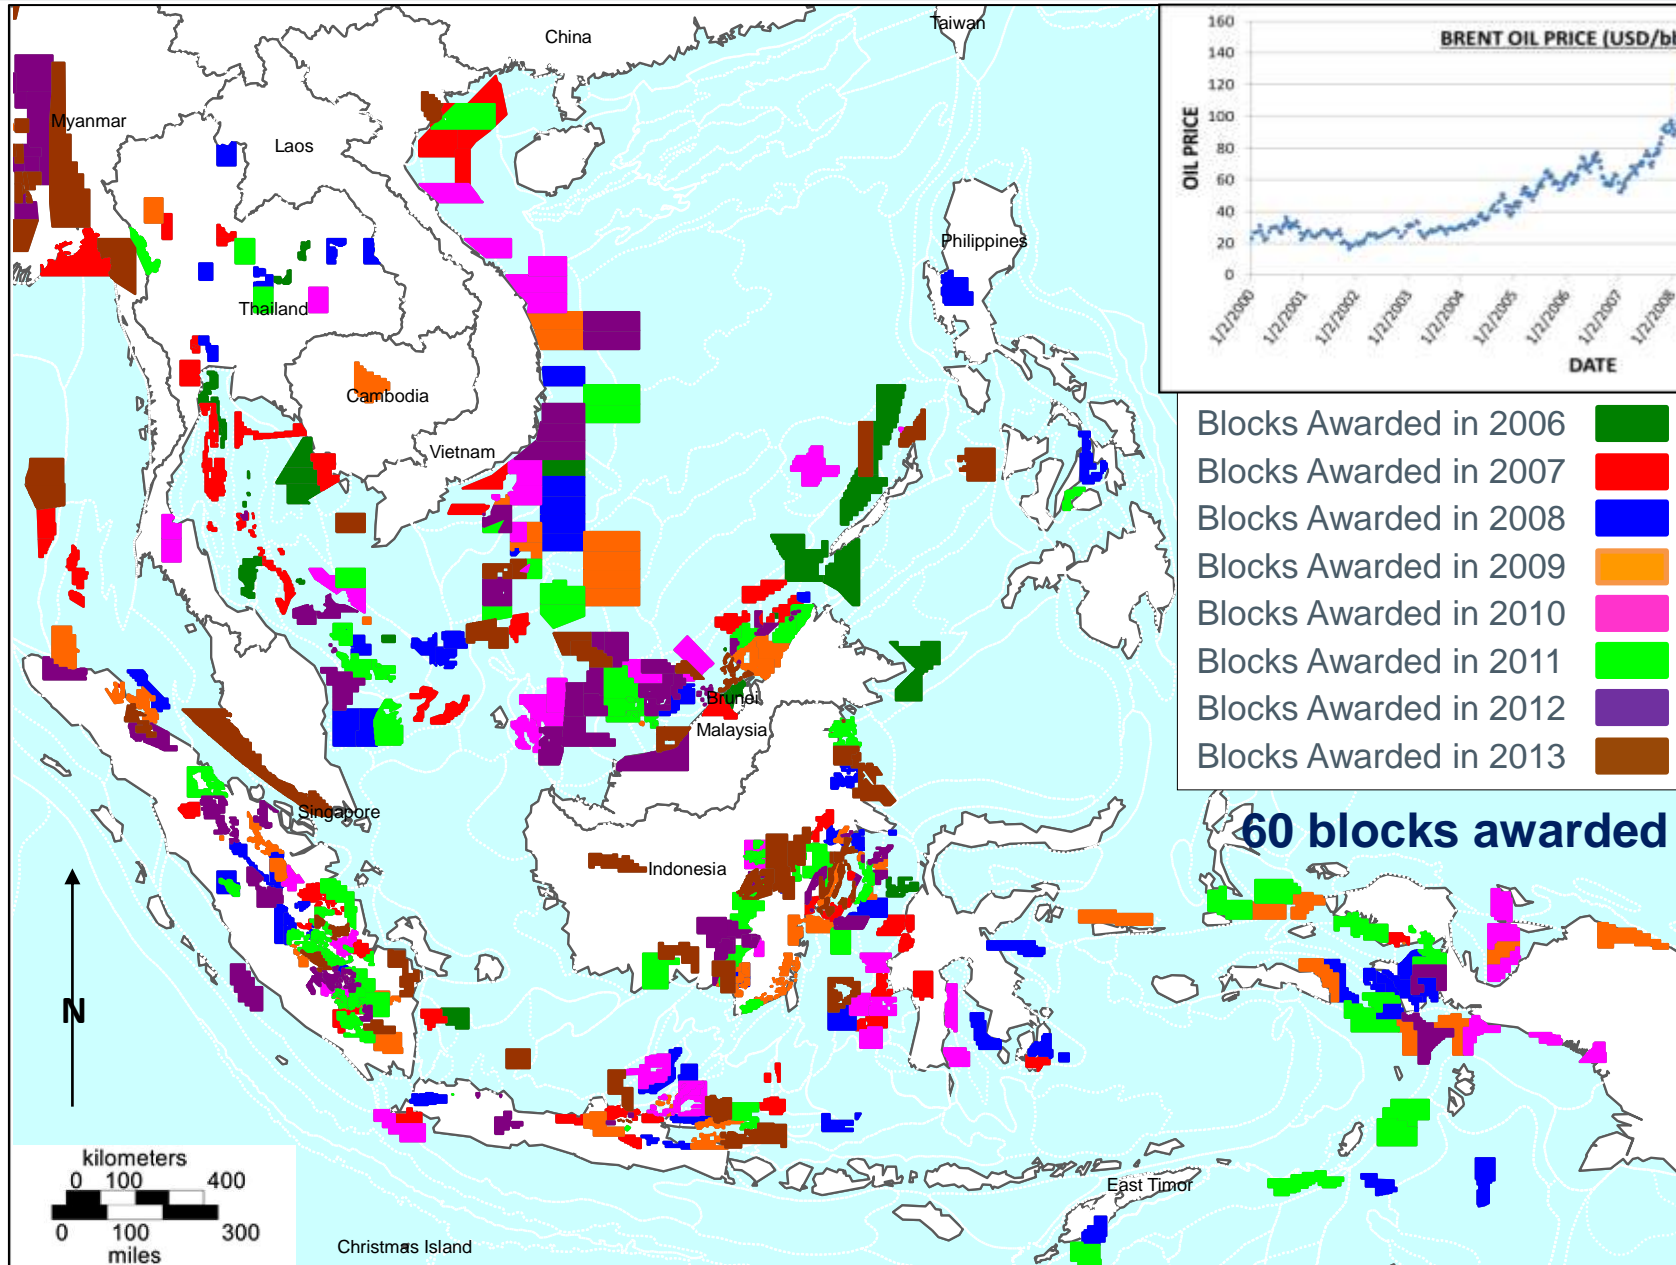 China
Taiwan
Myanmar
Laos
Philippines
Thailand
Cambodia
Vietnam
Brunei
Malaysia
Singapore
Indonesia
East Timor
Christmas Island
N
kilometers
0 100 400
0 100 300
miles
BRENT OIL PRICE (USD/b
OIL PRICE
160
140
120
100
80
60
40
20
0
1/2/2000
1/2/2001
1/2/2002
1/2/2003
1/2/2004
1/2/2005
1/2/2006
1/2/2007
1/2/2008
DATE
Blocks Awarded in 2006
Blocks Awarded in 2007
Blocks Awarded in 2008
Blocks Awarded in 2009
Blocks Awarded in 2010
Blocks Awarded in 2011
Blocks Awarded in 2012
Blocks Awarded in 2013
60 blocks awarded